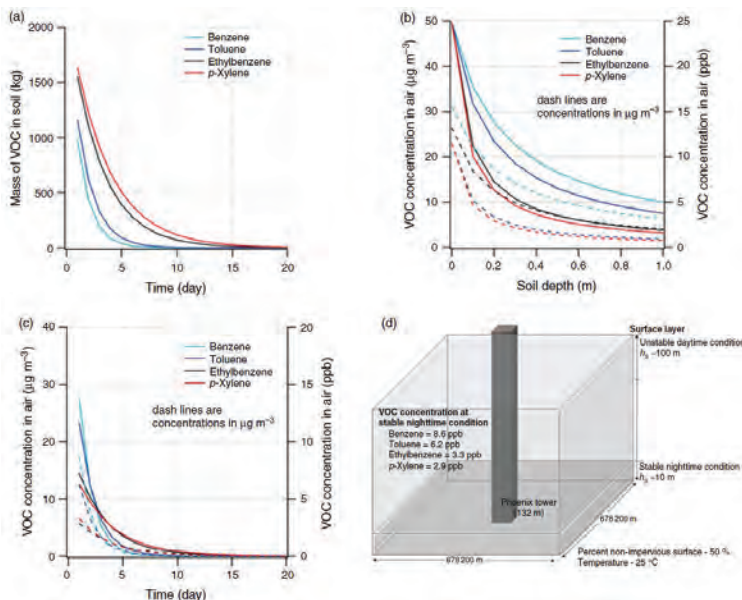 (a)
2000
1500
1000
500
0
Mass of VOC in soil (kg)
Benzene
Toluene
Ethylbenzene
p-Xylene
0 5 10 15 20
Time (day)
(b)
50
40
30
20
10
0
VOC concentration in air (µg m⁻³)
Benzene
Toluene
Ethylbenzene
p-Xylene
dash lines are
concentrations in µg m⁻³
25
20
15
10
5
0
VOC concentration in air (ppb)
0 0.2 0.4 0.6 0.8 1.0
Soil depth (m)
(c)
40
30
20
10
0
VOC concentration in air (µg m⁻³)
Benzene
Toluene
Ethylbenzene
p-Xylene
dash lines are
concentrations in µg m⁻³
20
15
10
5
0
VOC concentration in air (ppb)
0 5 10 15 20
Time (day)
(d)
Surface layer
Unstable daytime condition
~100 m
VOC concentration at
stable nighttime condition
Benzene = 8.6 ppb
Toluene = 6.2 ppb
Ethylbenzene = 3.3 ppb
p-Xylene = 2.9 ppb
Stable nighttime condition
~10 m
Phoenix tower
(132 m)
678 200 m
678 200 m
Percent non-impervious surface - 50 %
Temperature - 25 °C